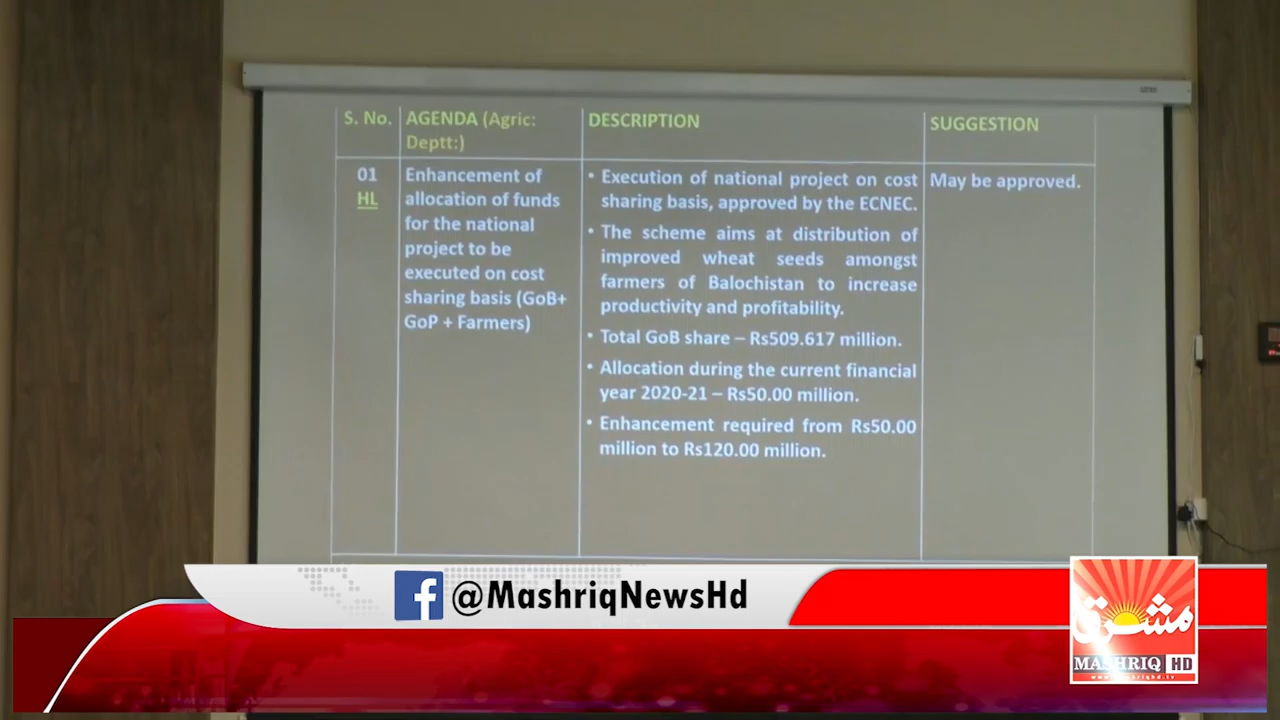 S. No.
AGENDA (Agric:
Deptt:)
DESCRIPTION
SUGGESTION
01
HL
Enhancement of
allocation of funds
for the national
project to be
executed on cost
sharing basis (GoB+
GoP + Farmers)
• Execution of national project on cost
sharing basis, approved by the ECNEC.
• The scheme aims at distribution of
improved wheat seeds amongst
farmers of Balochistan to increase
productivity and profitability.
• Total GoB share – Rs509.617 million.
• Allocation during the current financial
year 2020-21 – Rs50.00 million.
• Enhancement required from Rs50.00
million to Rs120.00 million.
May be approved.
@MashriqNewsHd
مشرق
MASHRIQ HD